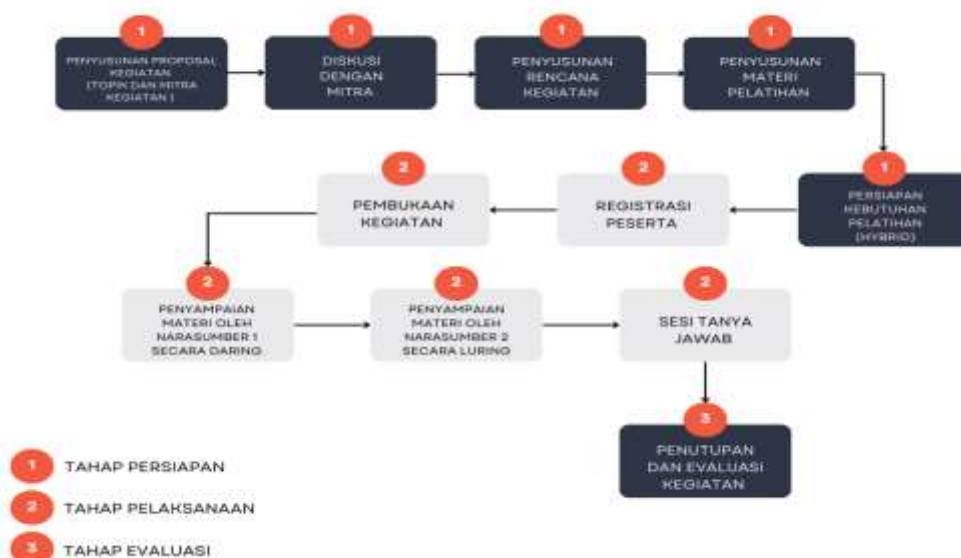 1
PENYUSUNAN PROPOSAL
KEGIATAN
(TOPIK DAN MITRA
KEGIATAN )
1
DISKUSI
DENGAN
MITRA
1
PENYUSUNAN
RENCANA
KEGIATAN
1
PENYUSUNAN
MATERI
PELATIHAN
1
PERSIAPAN
KEBUTUHAN
PELATIHAN
(HYBRID)
2
REGISTRASI
PESERTA
2
PEMBUKAAN
KEGIATAN
2
PENYAMPAIAN
MATERI OLEH
NARASUMBER 1
SECARA DARING
2
PENYAMPAIAN
MATERI OLEH
NARASUMBER 2
SECARA LURING
2
SESI TANYA
JAWAB
3
PENUTUPAN
DAN EVALUASI
KEGIATAN
1 TAHAP PERSIAPAN
2 TAHAP PELAKSANAAN
3 TAHAP EVALUASI